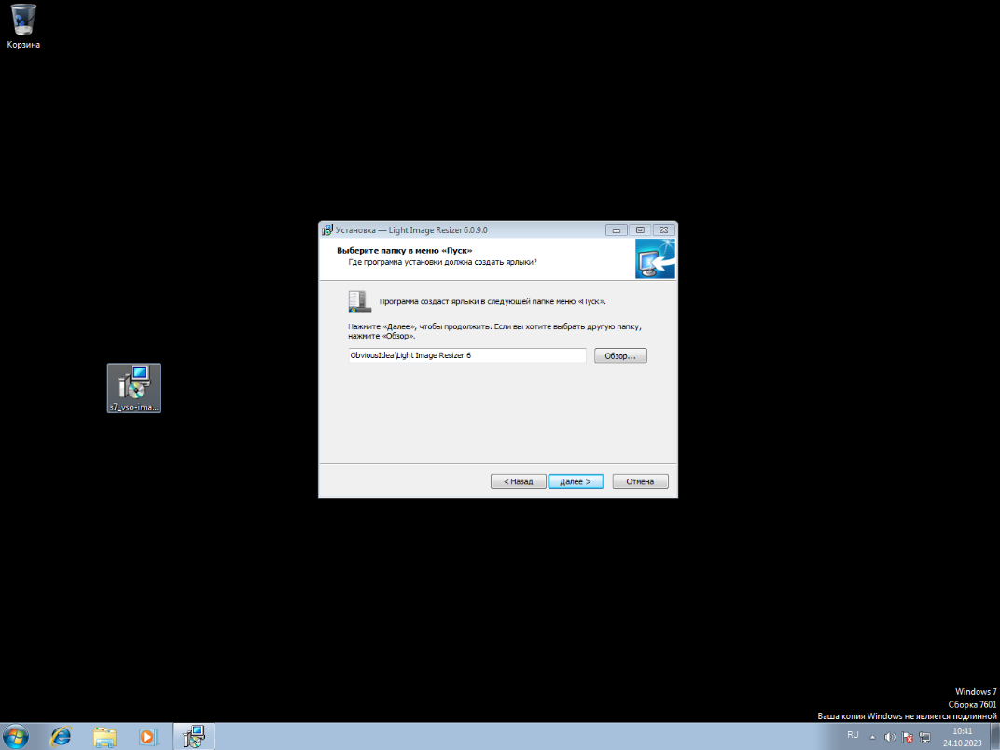 Корзина
Установка — Light Image Resizer 6.0.9.0
Выберите папку в меню «Пуск»
Где программа установки должна создать ярлыки?
Программа создаст ярлыки в следующей папке меню «Пуск».
Нажмите «Далее», чтобы продолжить. Если вы хотите выбрать другую папку,
нажмите «Обзор».
ObviousIdea\Light Image Resizer 6
Обзор...
s7_vso-ima...
< Назад
Далее >
Отмена
Windows 7
Сборка 7601
Ваша копия Windows не является подлинной
RU
10:41
24.10.2023